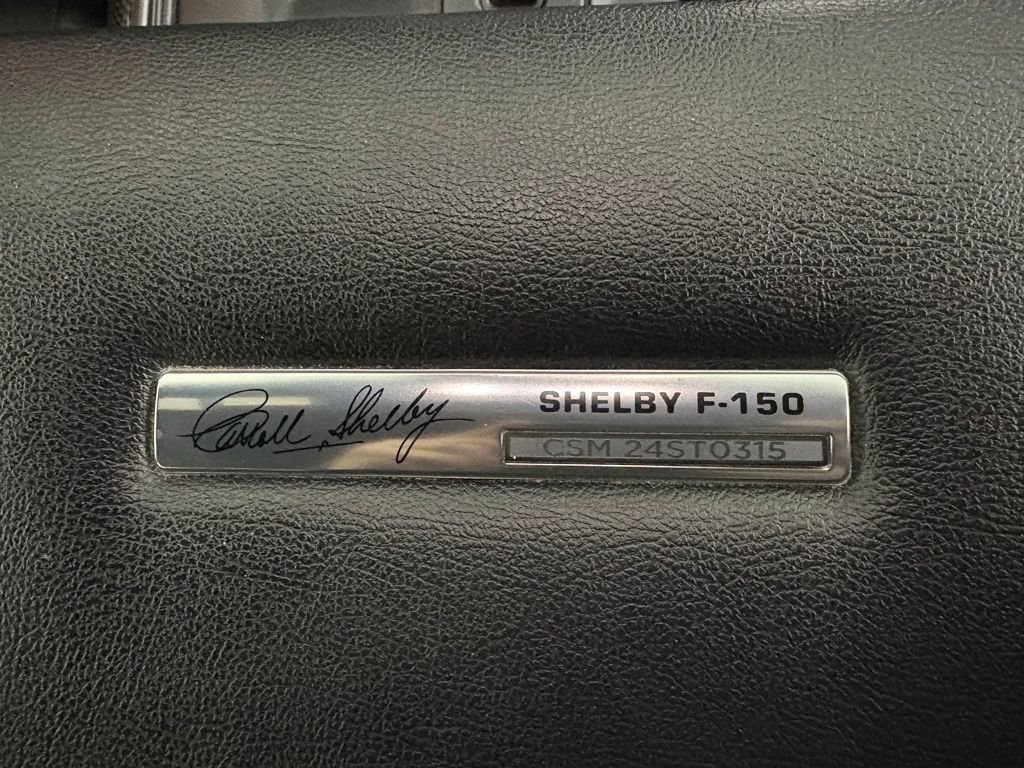 Carroll Shelby
SHELBY F-150
CSM 24ST0315